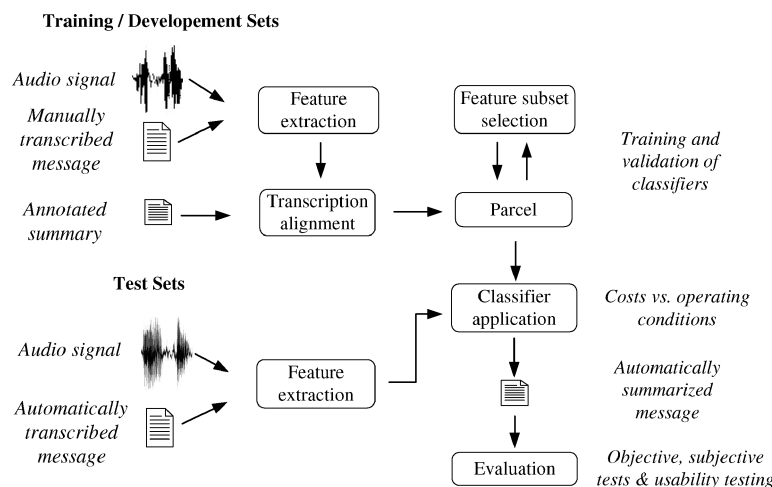 Training / Developement Sets
Audio signal
Manually
transcribed
message
Annotated
summary
Feature
extraction
Transcription
alignment
Feature subset
selection
Parcel
Training and
validation of
classifiers
Test Sets
Audio signal
Automatically
transcribed
message
Feature
extraction
Classifier
application
Costs vs. operating
conditions
Automatically
summarized
message
Evaluation
Objective, subjective
tests & usability testing